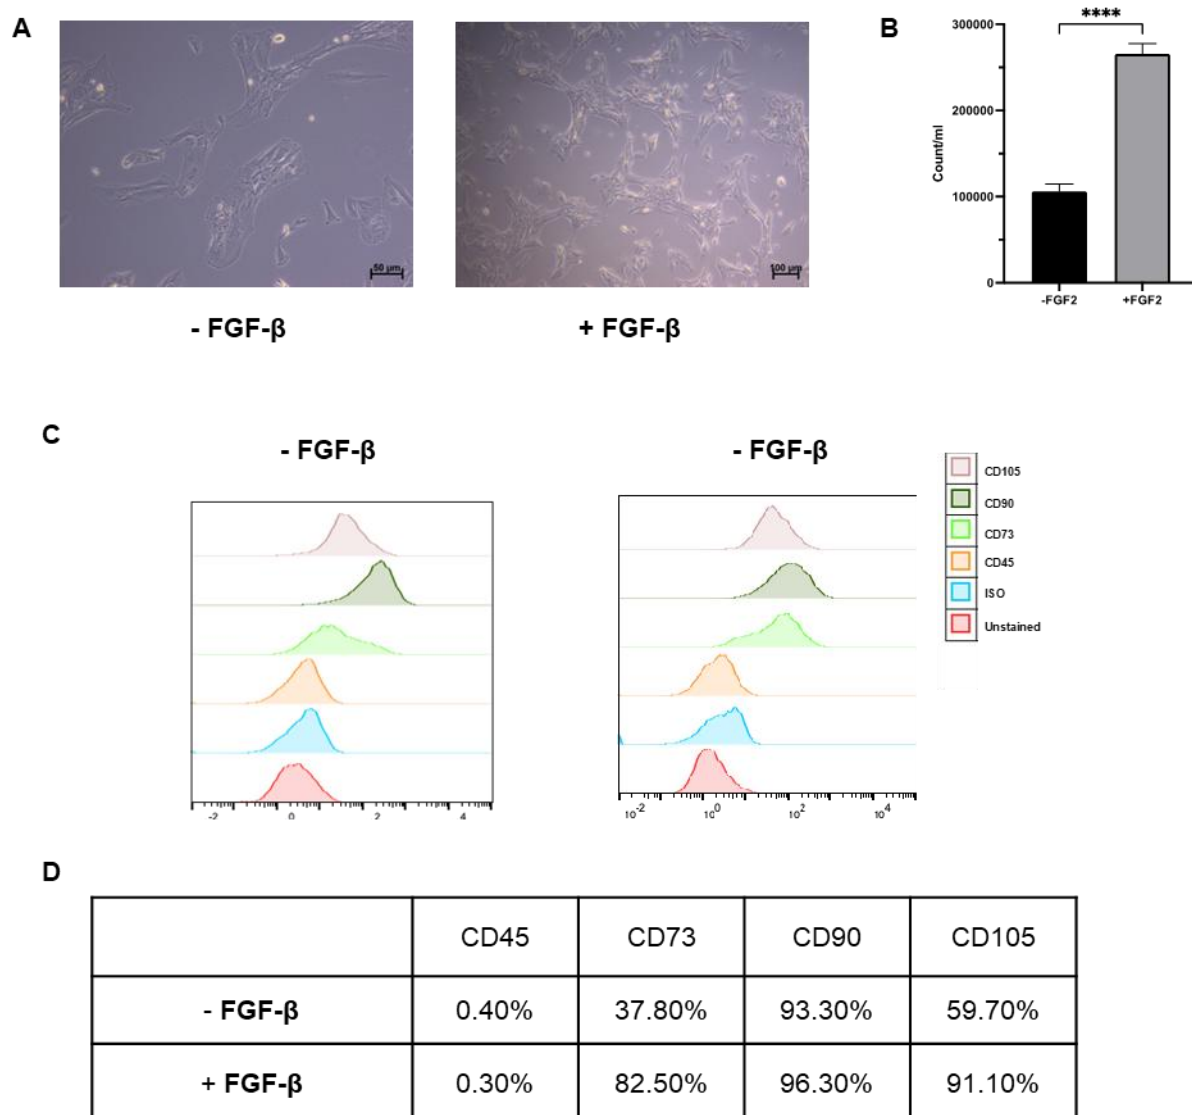 A
50 µm
100 µm
- FGF-β
+ FGF-β
B
****
300000
200000
100000
0
Count/ml
-FGF2
+FGF2
C
- FGF-β
- FGF-β
CD105
CD90
CD73
CD45
ISO
Unstained
-2 0 2 4
10-2 100 102 104
D
CD45 CD73 CD90 CD105
- FGF-β 0.40% 37.80% 93.30% 59.70%
+ FGF-β 0.30% 82.50% 96.30% 91.10%